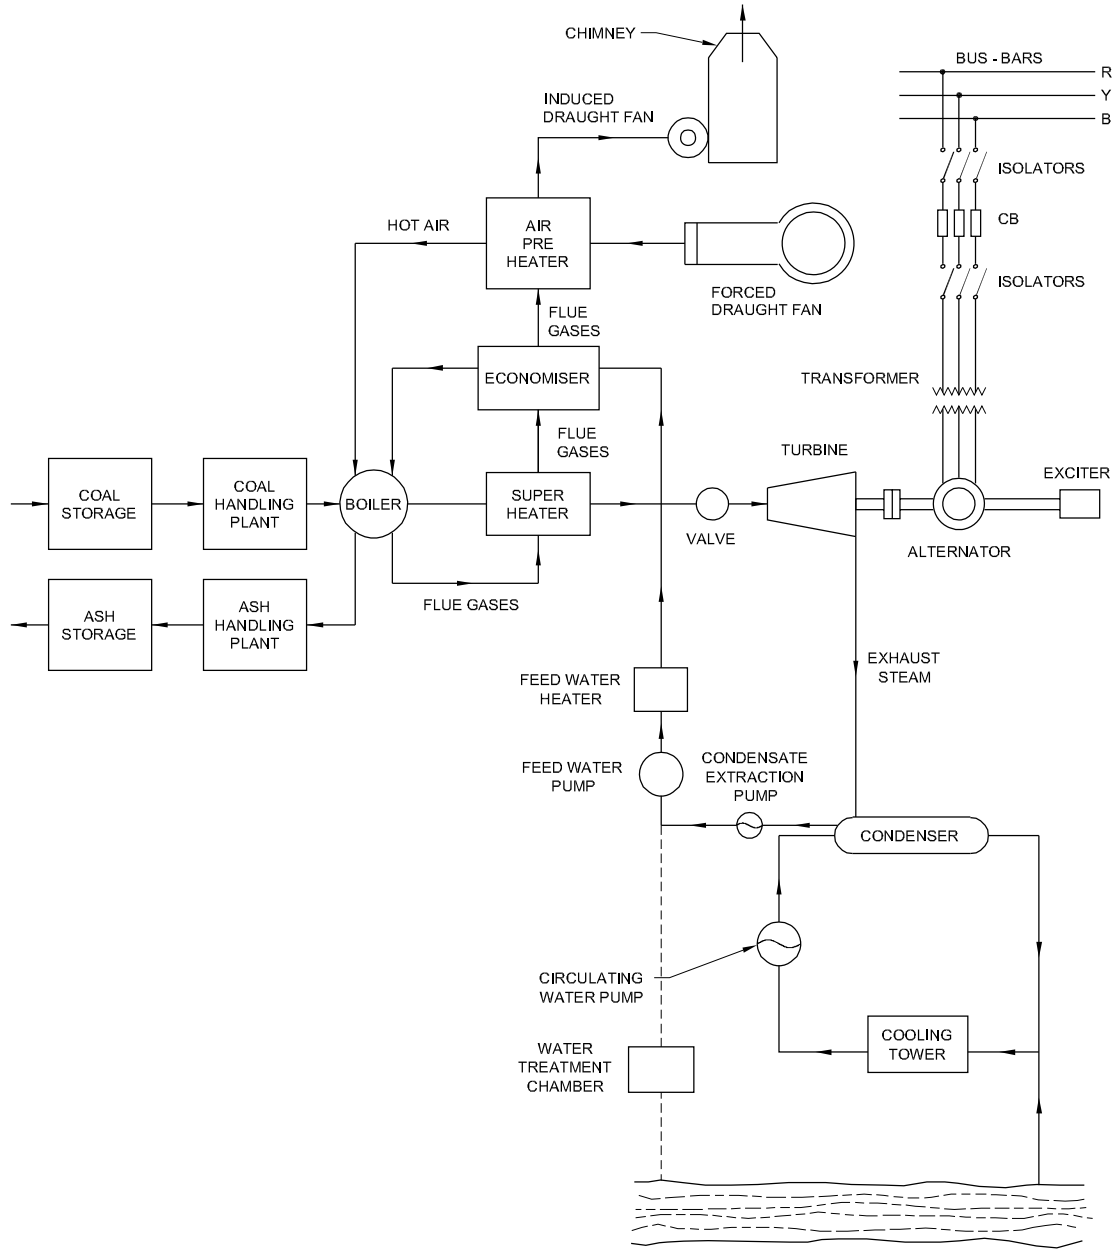 CHIMNEY
BUS - BARS
R
Y
B
INDUCED
DRAUGHT FAN
ISOLATORS
CB
HOT AIR
AIR
PRE
HEATER
ISOLATORS
FORCED
DRAUGHT FAN
FLUE
GASES
ECONOMISER
TRANSFORMER
FLUE
GASES
TURBINE
EXCITER
COAL
STORAGE
COAL
HANDLING
PLANT
BOILER
SUPER
HEATER
VALVE
ALTERNATOR
FLUE GASES
ASH
STORAGE
ASH
HANDLING
PLANT
EXHAUST
STEAM
FEED WATER
HEATER
FEED WATER
PUMP
CONDENSATE
EXTRACTION
PUMP
CONDENSER
CIRCULATING
WATER PUMP
COOLING
TOWER
WATER
TREATMENT
CHAMBER